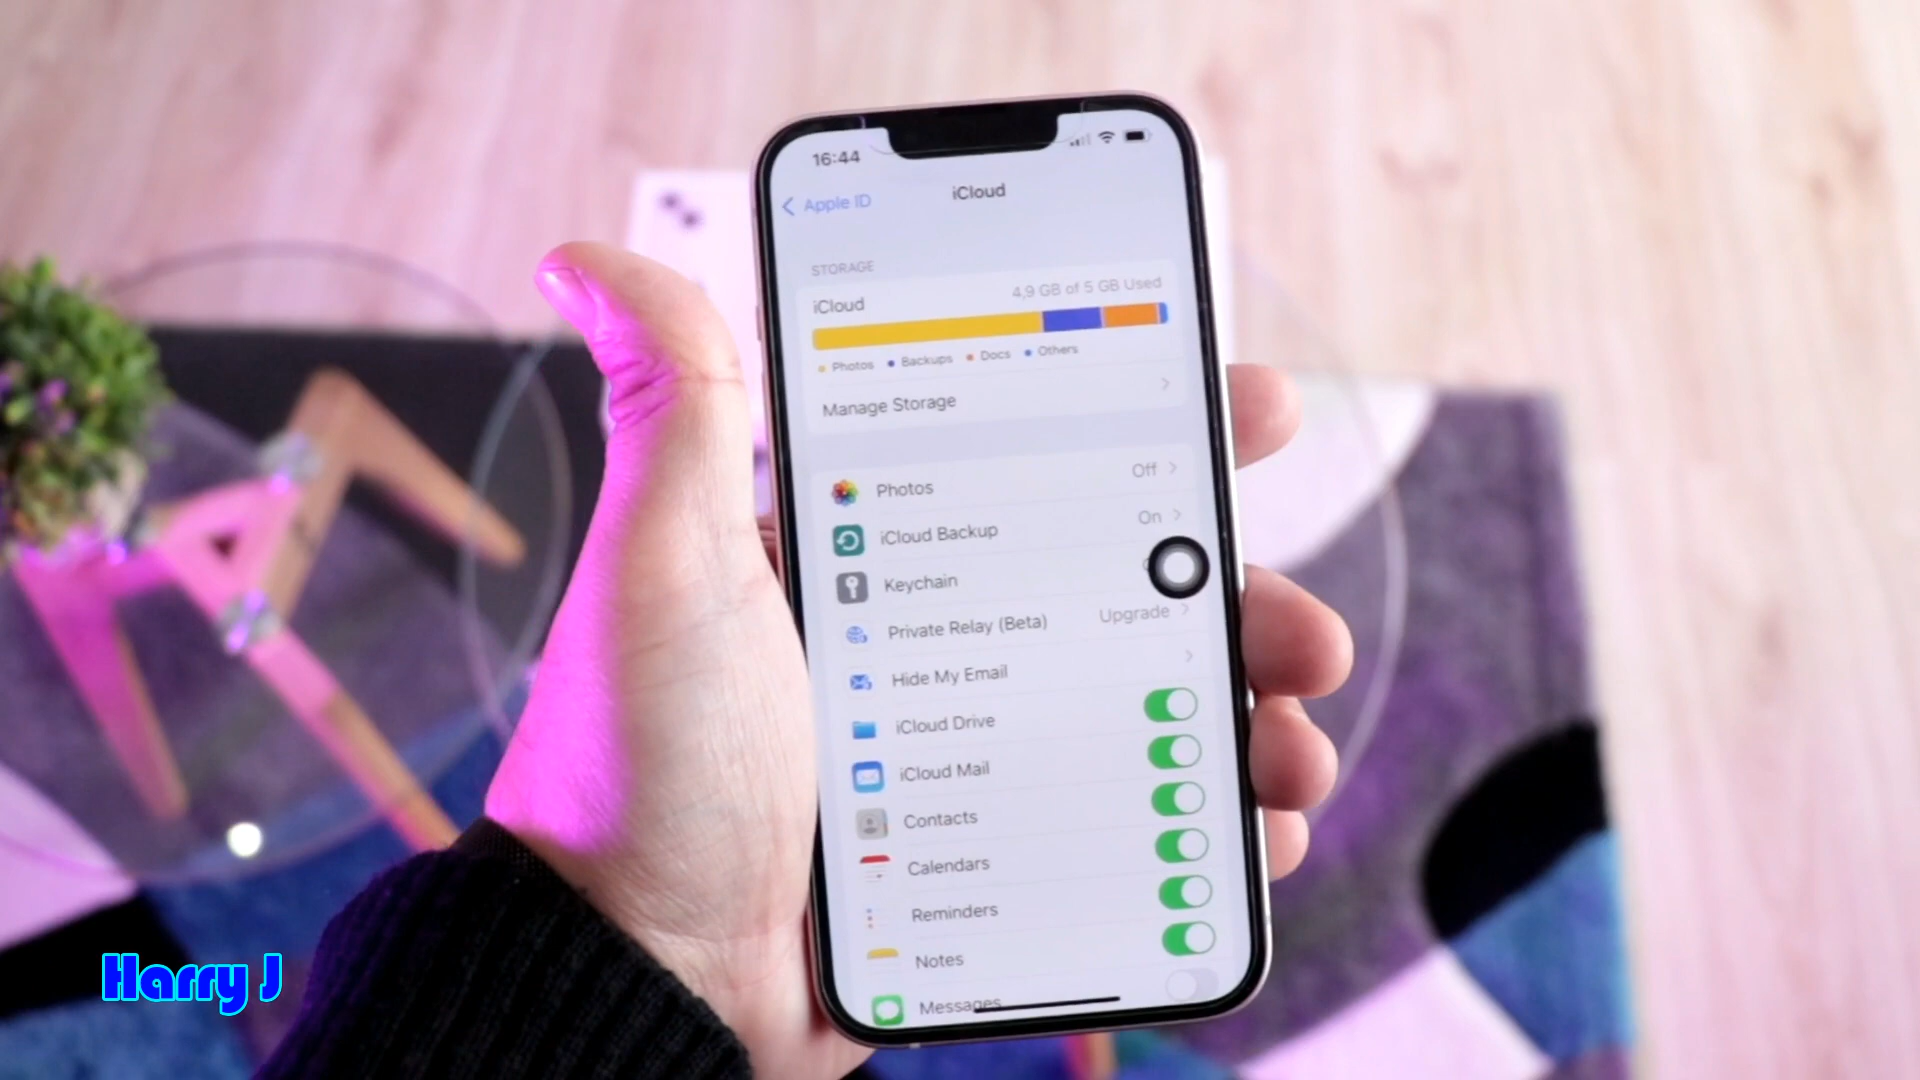 16:44
Apple ID
iCloud
STORAGE
iCloud
4,9 GB of 5 GB Used
Photos Backups Docs Others
Manage Storage
Photos Off
iCloud Backup On
Keychain
Private Relay (Beta) Upgrade
Hide My Email
iCloud Drive
iCloud Mail
Contacts
Calendars
Reminders
Notes
Messages
Harry J